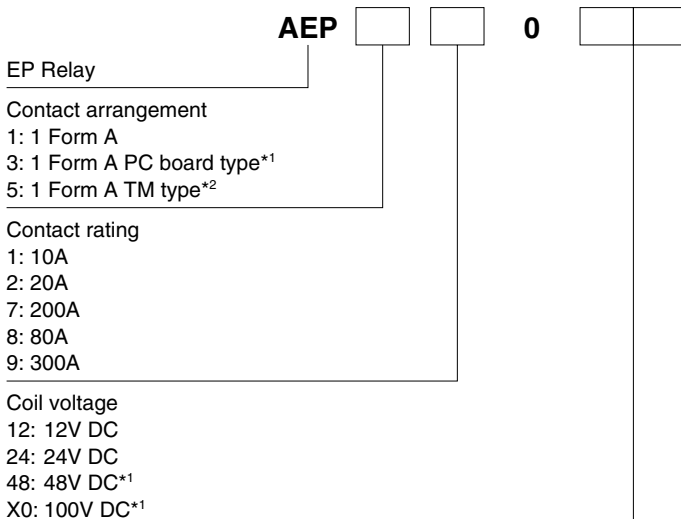 AEP 0
EP Relay
Contact arrangement
1: 1 Form A
3: 1 Form A PC board type*1
5: 1 Form A TM type*2
Contact rating
1: 10A
2: 20A
7: 200A
8: 80A
9: 300A
Coil voltage
12: 12V DC
24: 24V DC
48: 48V DC*1
X0: 100V DC*1